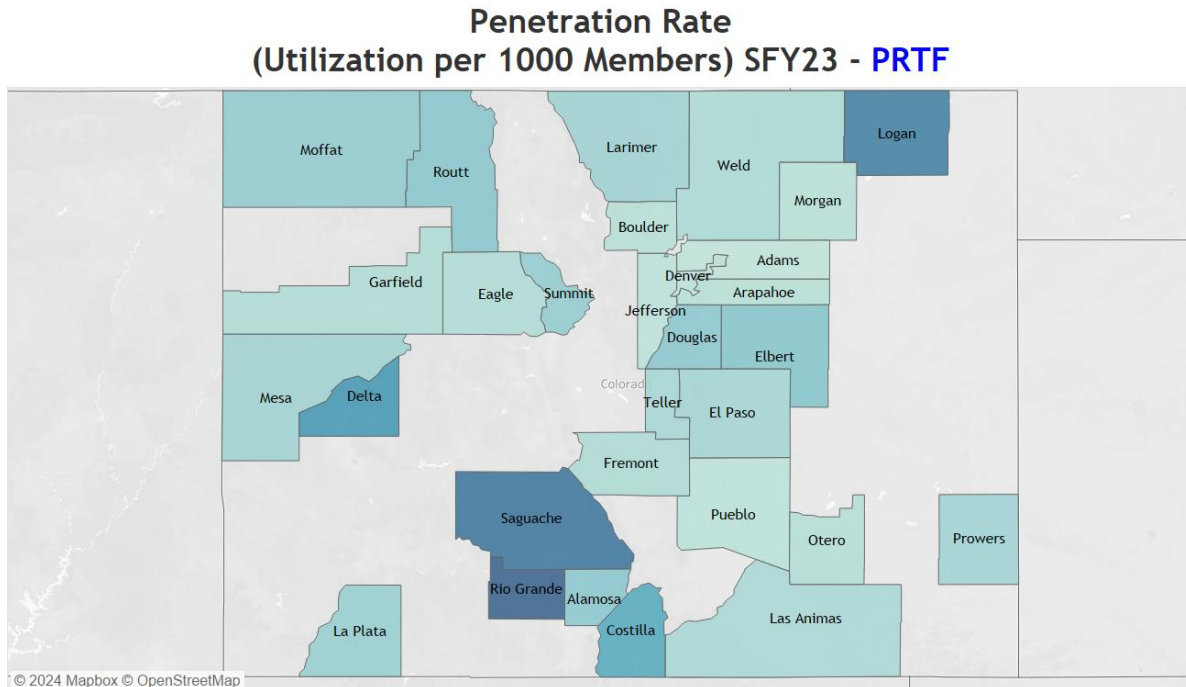 Penetration Rate
(Utilization per 1000 Members) SFY23 - PRTF
Logan
Moffat
Larimer
Weld
Routt
Morgan
Boulder
Adams
Denver
Garfield
Eagle
Summit
Arapahoe
Jefferson
Douglas
Elbert
Colorad
Mesa
Delta
Teller
El Paso
Fremont
Saguache
Pueblo
Otero
Prowers
Rio Grande
Alamosa
Las Animas
La Plata
Costilla
© 2024 Mapbox © OpenStreetMap